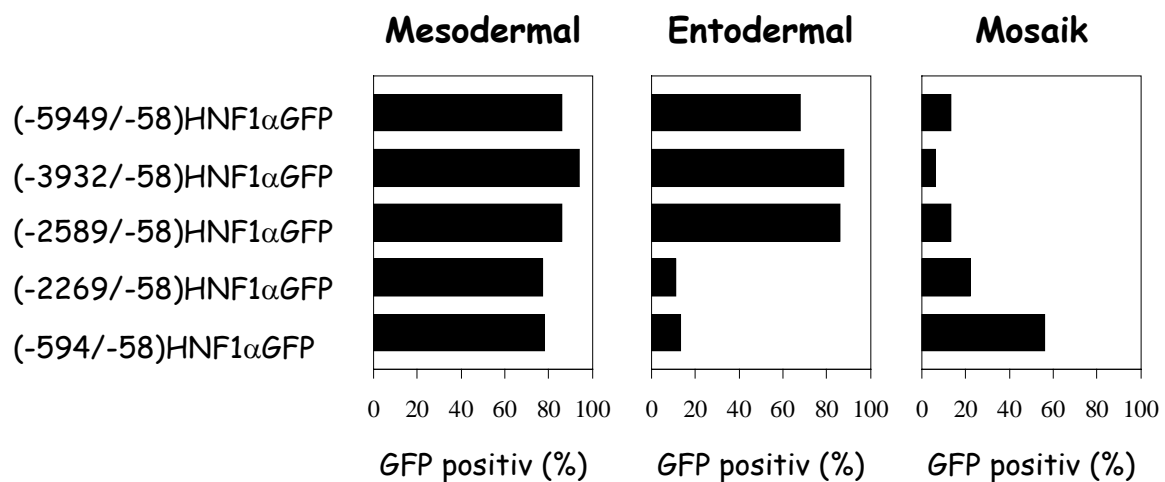 Mesodermal Entodermal Mosaik
(-5949/-58)HNF1αGFP
(-3932/-58)HNF1αGFP
(-2589/-58)HNF1αGFP
(-2269/-58)HNF1αGFP
(-594/-58)HNF1αGFP
0 20 40 60 80 100 0 20 40 60 80 100 0 20 40 60 80 100
GFP positiv (%) GFP positiv (%) GFP positiv (%)